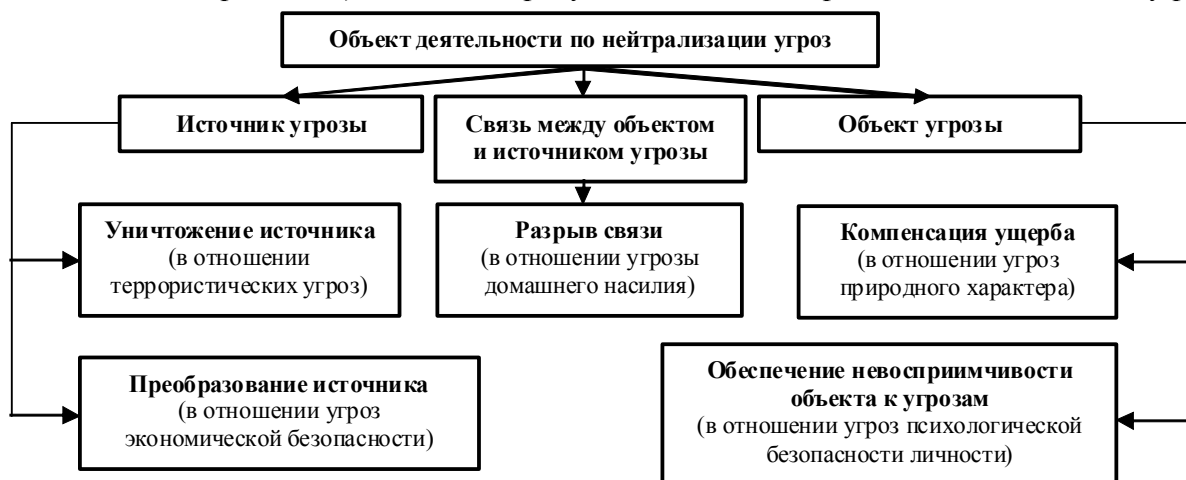 Объект деятельности по нейтрализации угроз
Источник угрозы
Связь между объектом
и источником угрозы
Объект угрозы
Уничтожение источника
(в отношении
террористических угроз)
Разрыв связи
(в отношении угрозы
домашнего насилия)
Компенсация ущерба
(в отношении угроз
природного характера)
Преобразование источника
(в отношении угроз
экономической безопасности)
Обеспечение невосприимчивости
объекта к угрозам
(в отношении угроз психологической
безопасности личности)